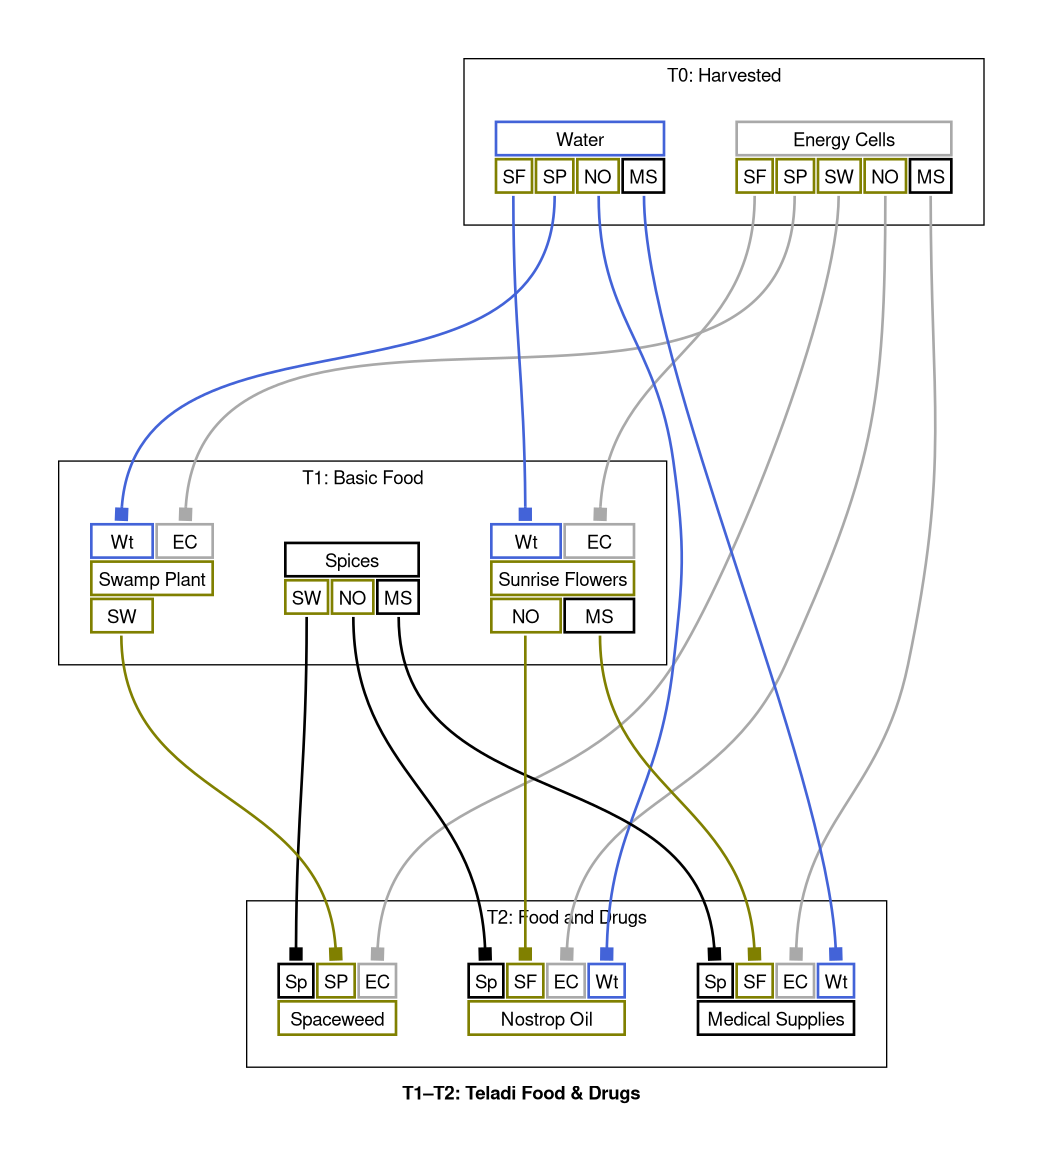 T0: Harvested
Water Energy Cells
SF SP NO MS SF SP SW NO MS
T1: Basic Food
Wt EC Wt EC
Spices
Swamp Plant Sunrise Flowers
SW NO MS
SW NO MS
T2: Food and Drugs
Sp SP EC Sp SF EC Wt Sp SF EC Wt
Spaceweed Nostrop Oil Medical Supplies
T1–T2: Teladi Food & Drugs